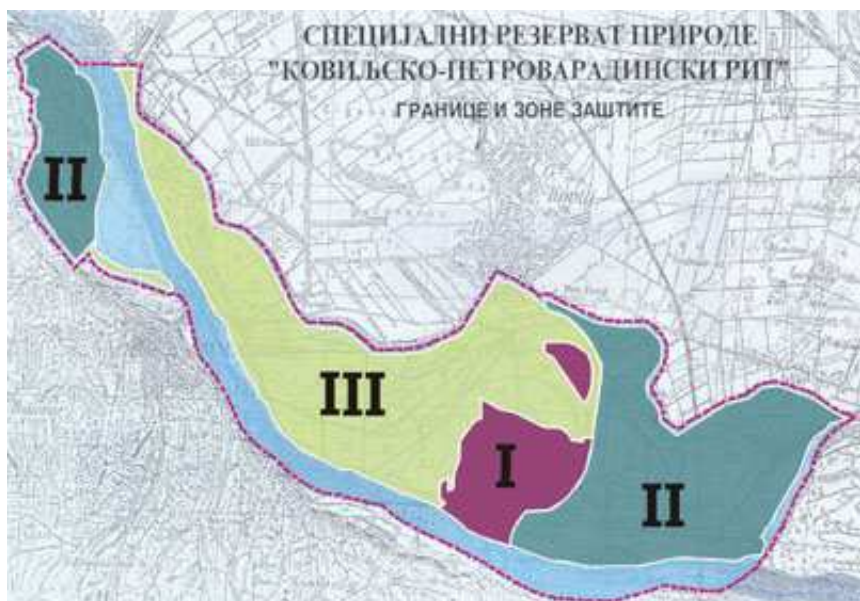 СПЕЦИЈАЛНИ РЕЗЕРВАТ ПРИРОДЕ
"КОВИЉСКО-ПЕТРОВАРАДИНСКИ РИТ"
ГРАНИЦЕ И ЗОНЕ ЗАШТИТЕ
II
III
I
II